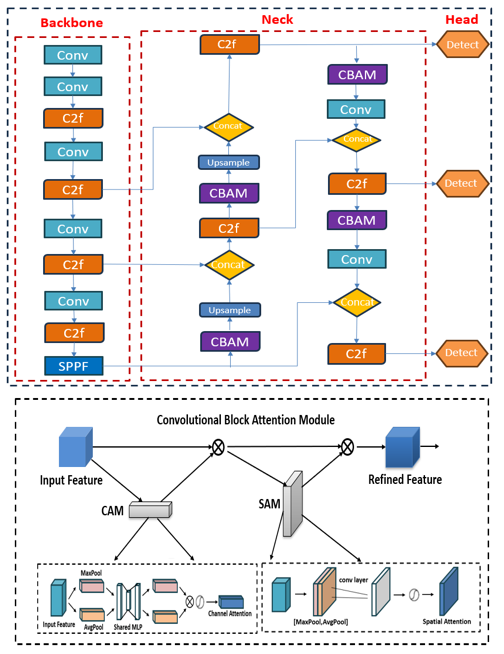 Backbone
Neck
Head
Conv
Conv
C2f
Conv
C2f
Conv
C2f
Conv
C2f
SPPF
C2f
Concat
Upsample
CBAM
C2f
Concat
Upsample
CBAM
CBAM
Conv
Concat
C2f
CBAM
Conv
Concat
C2f
Detect
Detect
Detect
Convolutional Block Attention Module
Input Feature
CAM
SAM
Refined Feature
MaxPool
Input Feature
AvgPool
Shared MLP
Channel Attention
conv layer
[MaxPool,AvgPool]
Spatial Attention